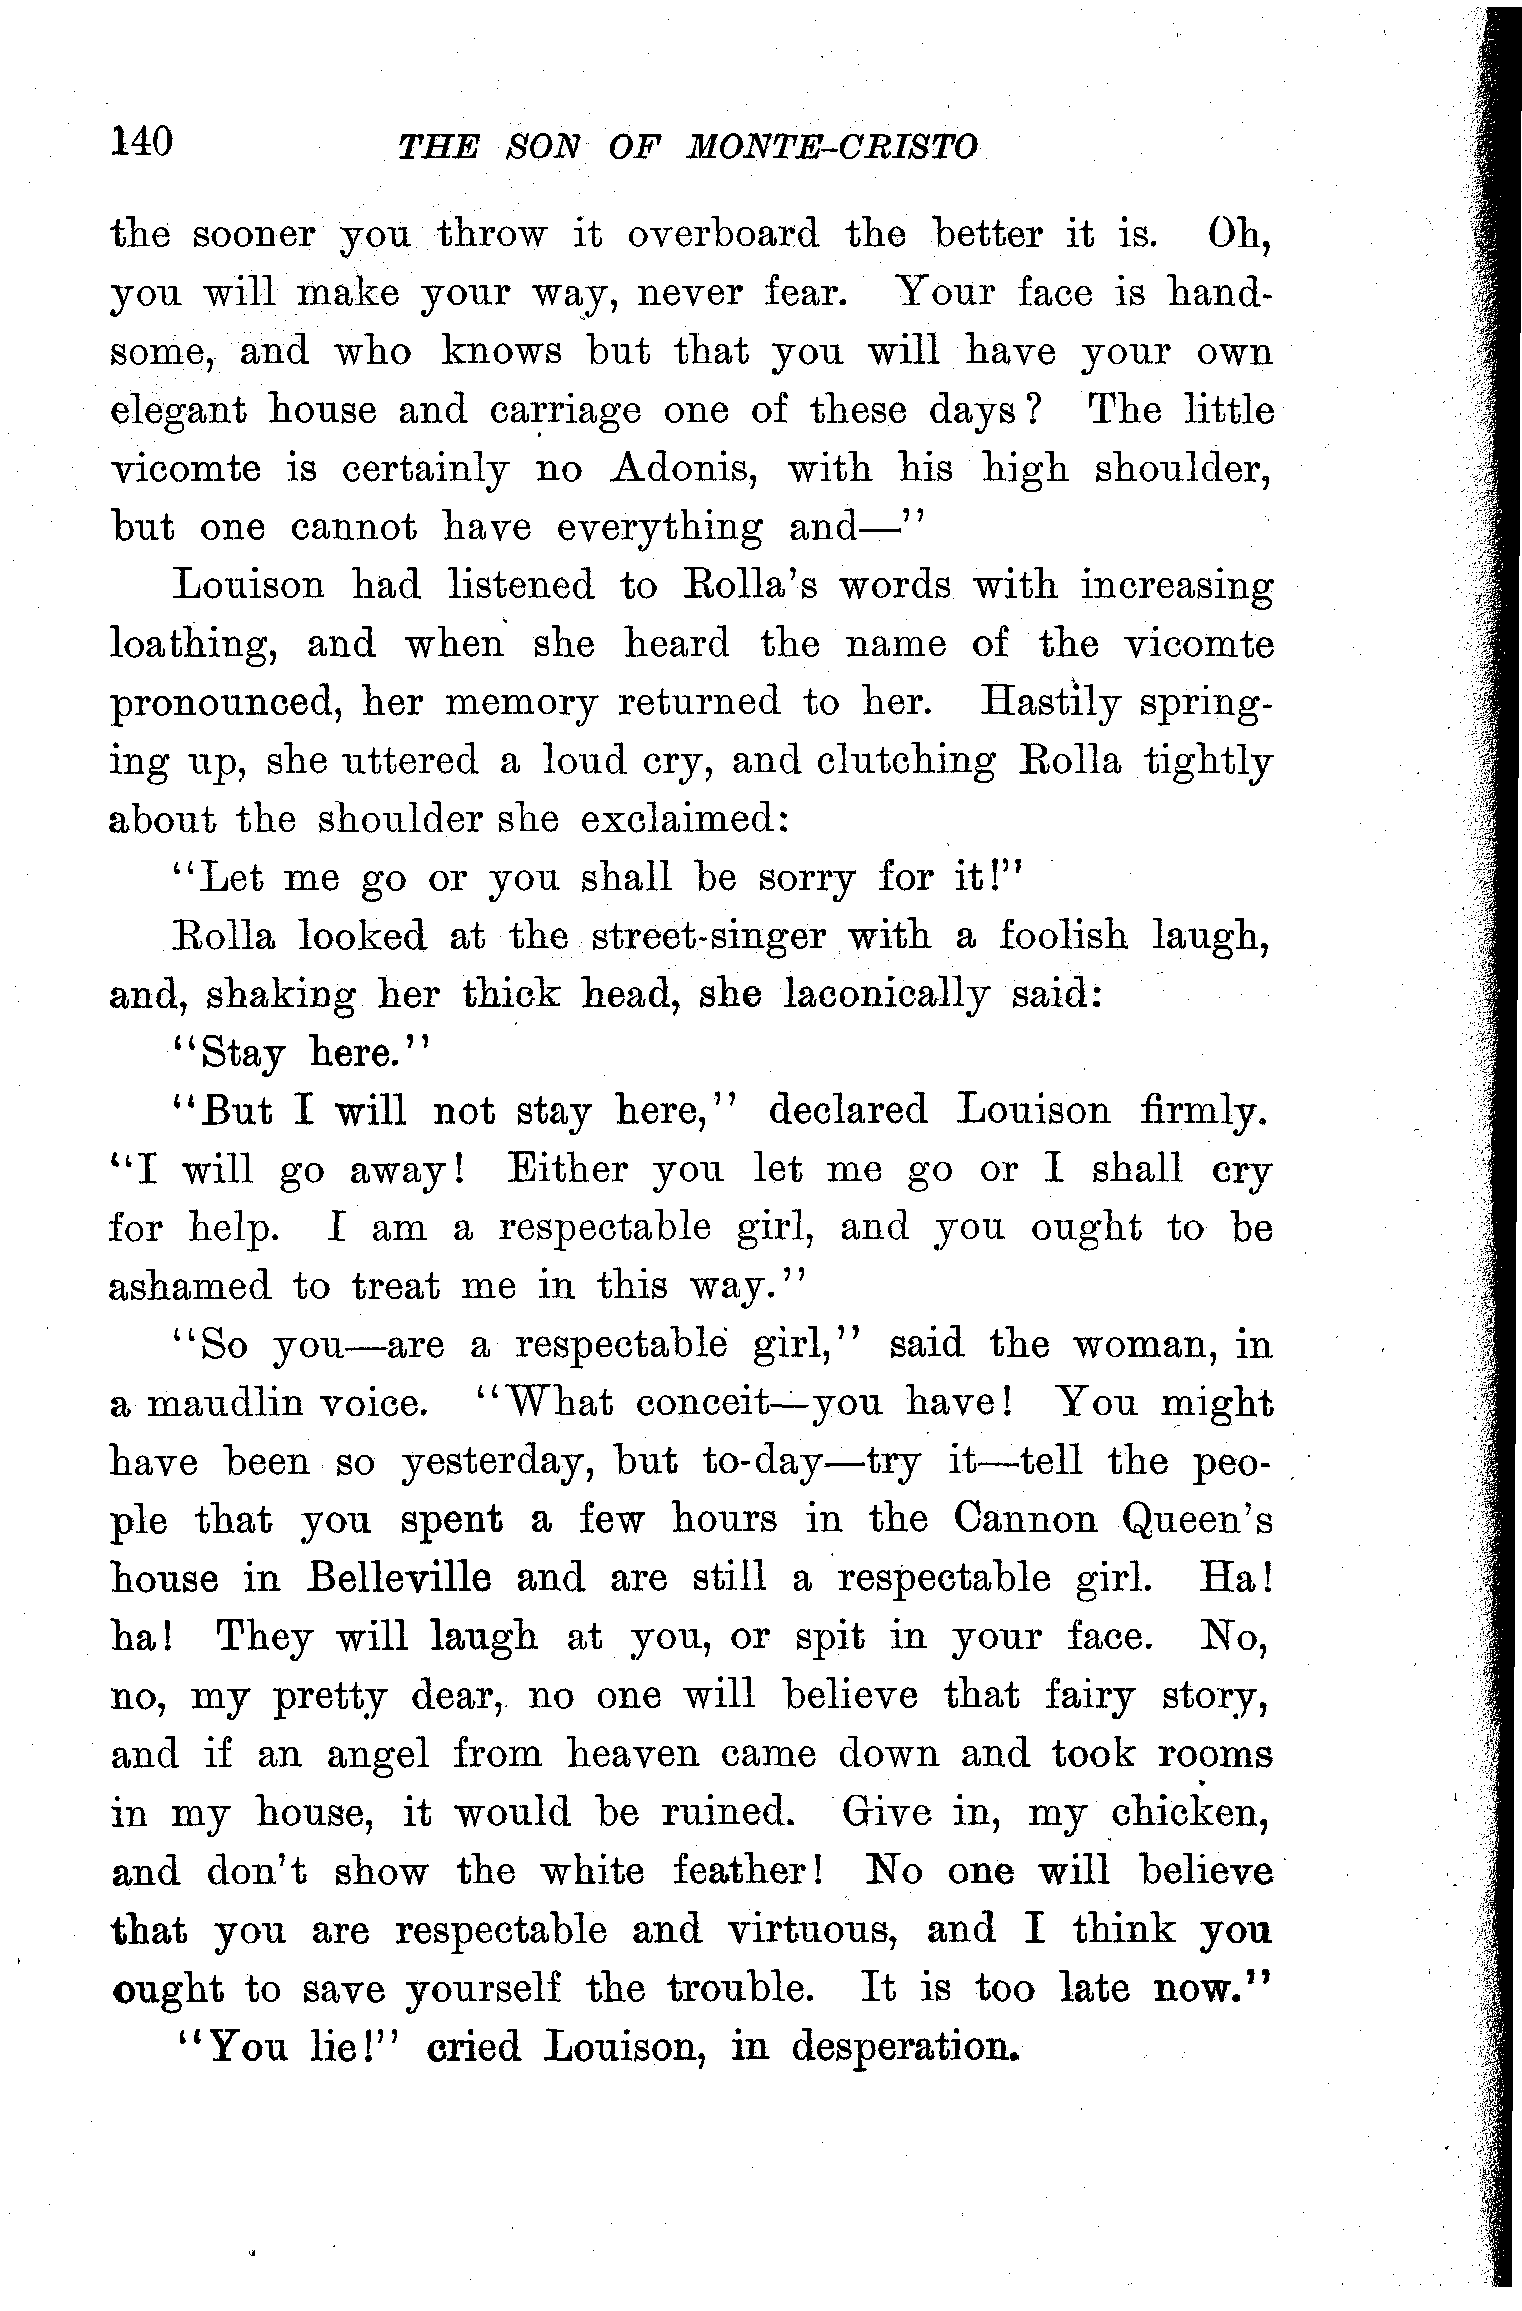 140 THE SON OF MONTE-CRISTO
the sooner you throw it overboard the better it is. Oh,
you will make your way, never fear. Your face is hand-
some, and who knows but that you will have your own
elegant house and carriage one of these days? The little
vicomte is certainly no Adonis, with his high shoulder,
but one cannot have everything and—"
Louison had listened to Rolla's words with increasing
loathing, and when she heard the name of the vicomte
pronounced, her memory returned to her. Hastily spring-
ing up, she uttered a loud cry, and clutching Rolla tightly
about the shoulder she exclaimed:
"Let me go or you shall be sorry for it!"
Rolla looked at the street-singer with a foolish laugh,
and, shaking her thick head, she laconically said:
"Stay here."
"But I will not stay here," declared Louison firmly.
"I will go away! Either you let me go or I shall cry
for help. I am a respectable girl, and you ought to be
ashamed to treat me in this way."
"So you—are a respectable girl," said the woman, in
a maudlin voice. "What conceit—you have! You might
have been so yesterday, but to-day—try it—tell the peo-
ple that you spent a few hours in the Cannon Queen's
house in Belleville and are still a respectable girl. Ha!
ha! They will laugh at you, or spit in your face. No,
no, my pretty dear, no one will believe that fairy story,
and if an angel from heaven came down and took rooms
in my house, it would be ruined. Give in, my chicken,
and don't show the white feather! No one will believe
that you are respectable and virtuous, and I think you
ought to save yourself the trouble. It is too late now."
"You lie!" cried Louison, in desperation.